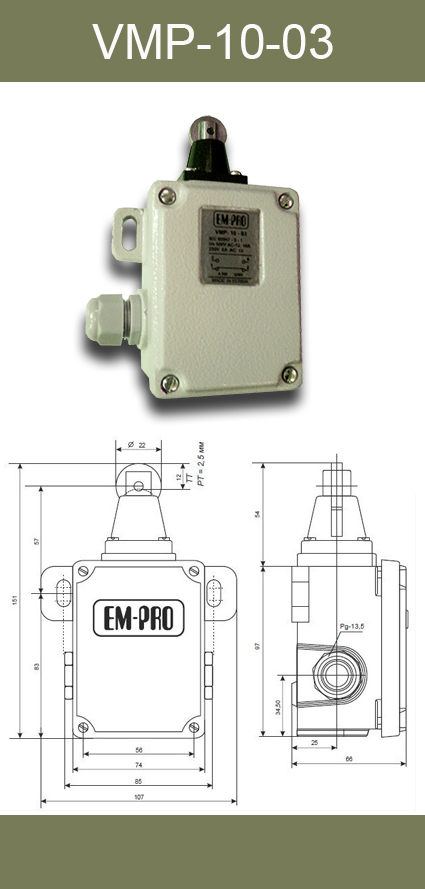 VMP-10-03
EM-PRO
VMP- 10 - 03
Ø 22
12
TT
PT = 2,5 мм
57
151
83
54
97
EM-PRO
Pg-13,5
34,50
56
25
74
66
85
107